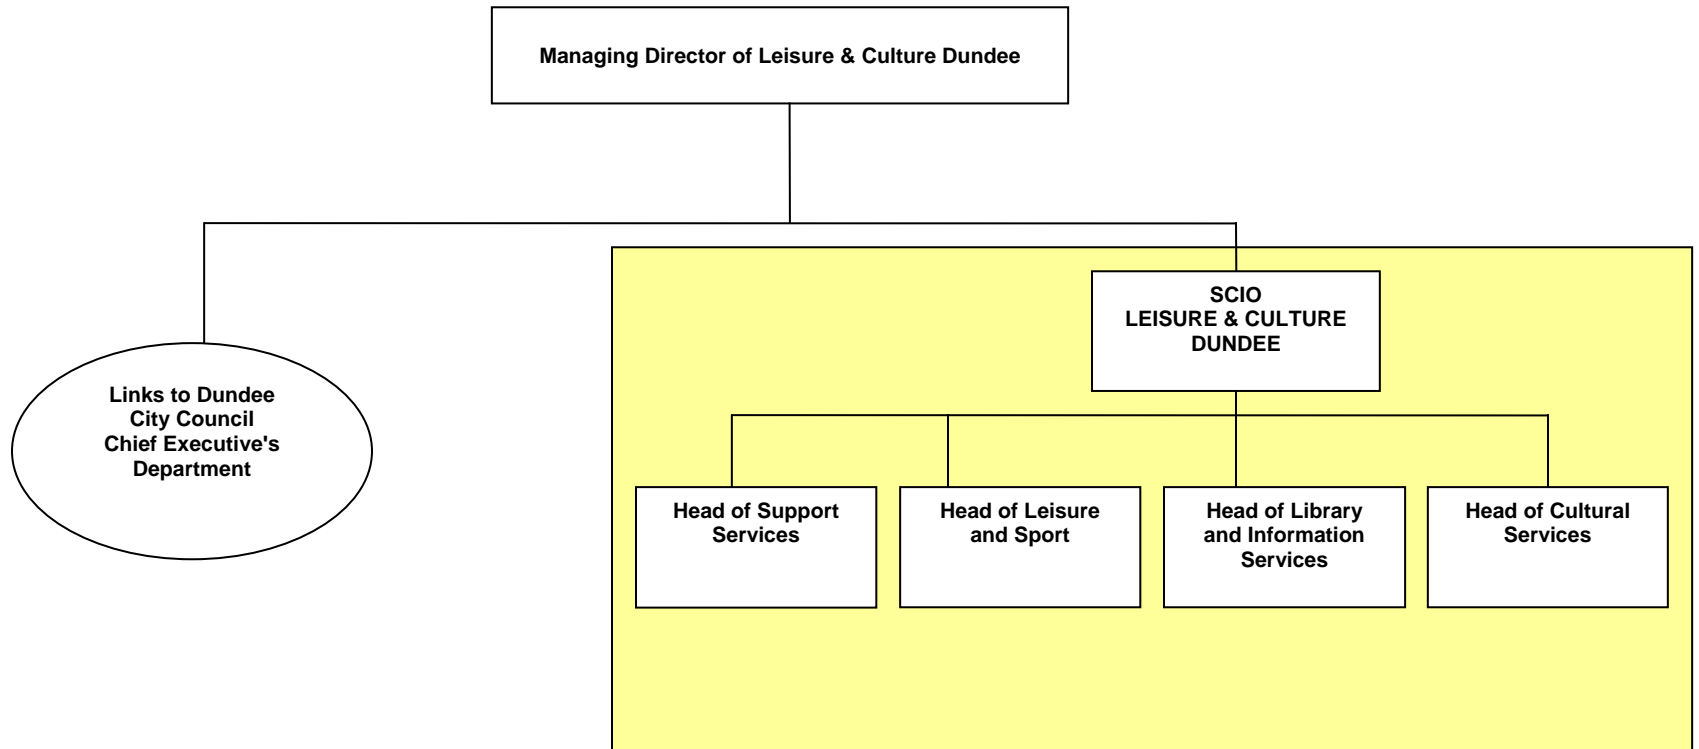 Managing Director of Leisure & Culture Dundee
SCIO
LEISURE & CULTURE
DUNDEE
Links to Dundee
City Council
Chief Executive's
Department
Head of Support
Services
Head of Leisure
and Sport
Head of Library
and Information
Services
Head of Cultural
Services